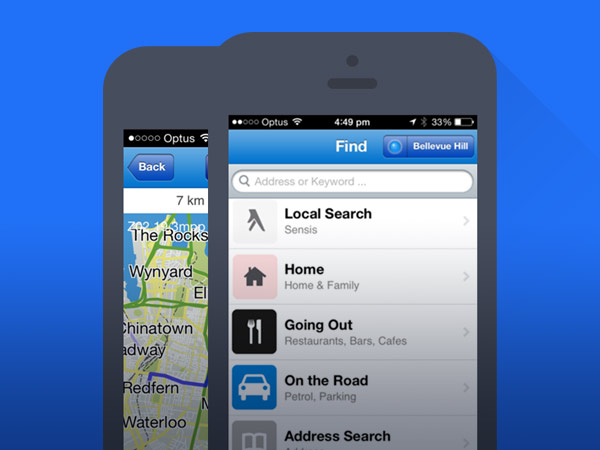 Optus
Back
7 km
The Rocks
Wynyard
El
Chinatown
adway
Redfern
Waterloo
Optus 4:49 pm 33%
Find
Bellevue Hill
Address or Keyword ...
Local Search
Sensis
Home
Home & Family
Going Out
Restaurants, Bars, Cafes
On the Road
Petrol, Parking
Address Search